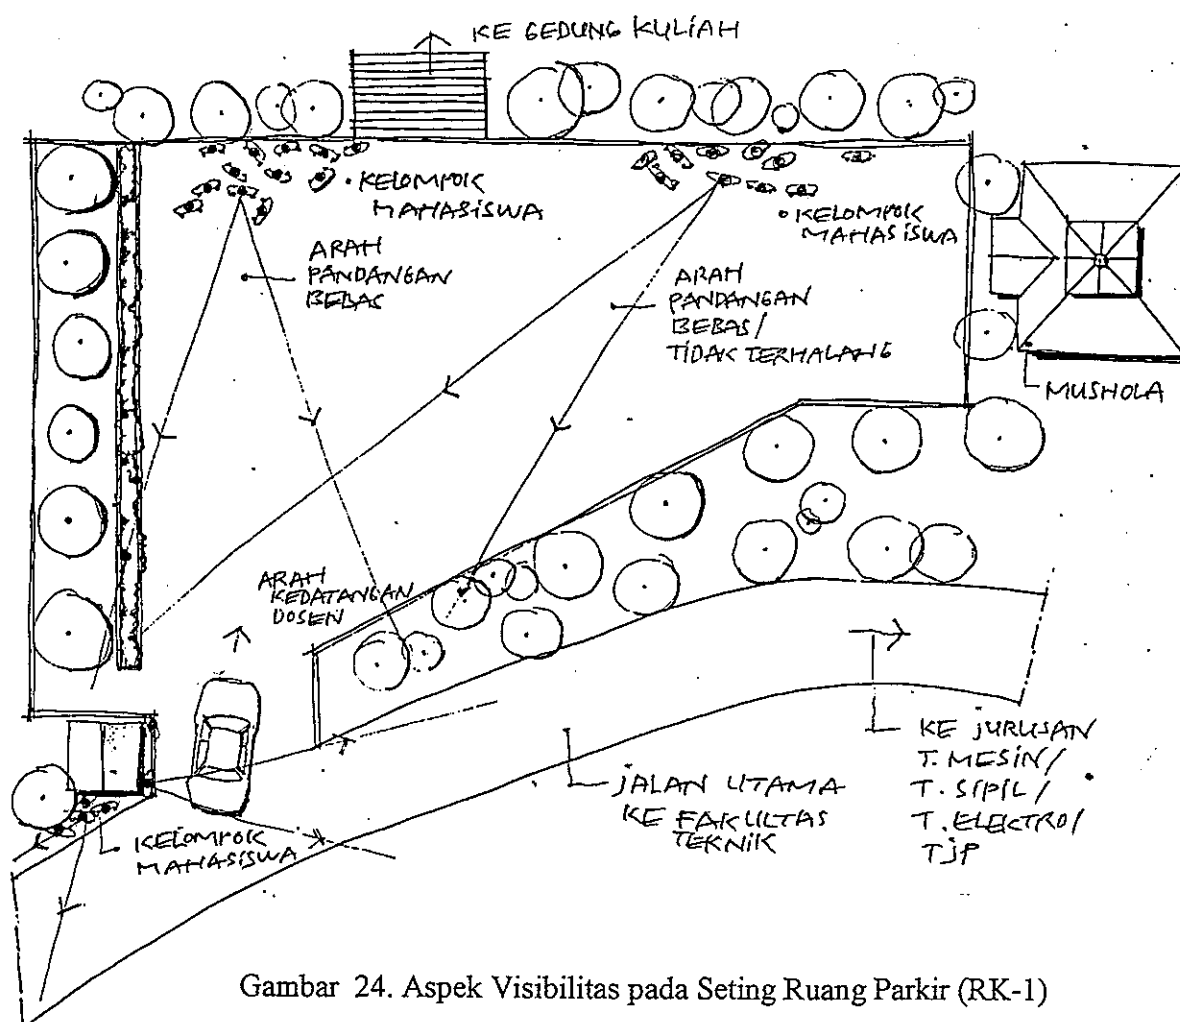 KE GEDUNG KULIAH
KELOMPOK
MAHASISWA
KELOMPOK
MAHASISWA
ARAH
PANDANGAN
BEBAS
ARAH
PANDANGAN
BEBAS/
TIDAK TERHALANG
MUSHOLA
ARAH
KEDATANGAN
DOSEN
KE JURUSAN
T. MESIN/
T. SIPIL/
T. ELEKTRO/
TJP
JALAN UTAMA
KE FAKULTAS
TEKNIK
KELOMPOK
MAHASISWA
Gambar 24. Aspek Visibilitas pada Seting Ruang Parkir (RK-1)